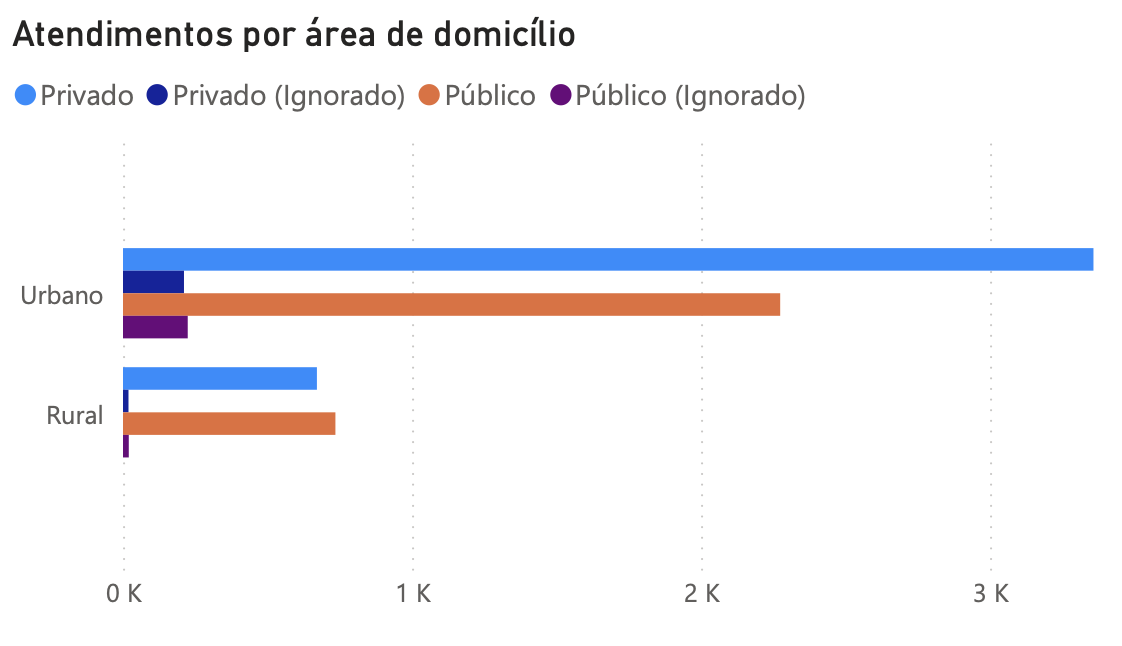 Atendimentos por área de domicílio
Privado Privado (Ignorado) Público Público (Ignorado)
Urbano
Rural
0 K 1 K 2 K 3 K